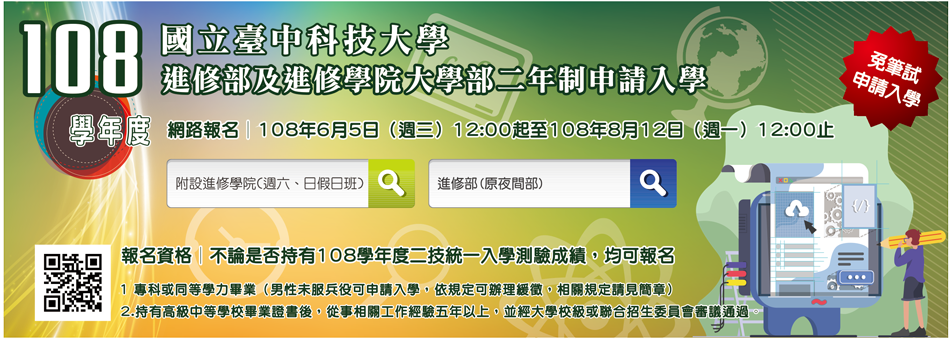 108
學年度
國立臺中科技大學
進修部及進修學院大學部二年制申請入學
免筆試
申請入學
網路報名｜108年6月5日（週三）12:00起至108年8月12日（週一）12:00止
附設進修學院(週六、日假日班)
進修部(原夜間部)
報名資格｜不論是否持有108學年度二技統一入學測驗成績，均可報名
1 專科或同等學力畢業（男性未服兵役可申請入學，依規定可辦理緩徵，相關規定請見簡章）
2.持有高級中等學校畢業證書後，從事相關工作經驗五年以上，並經大學校級或聯合招生委員會審議通過。